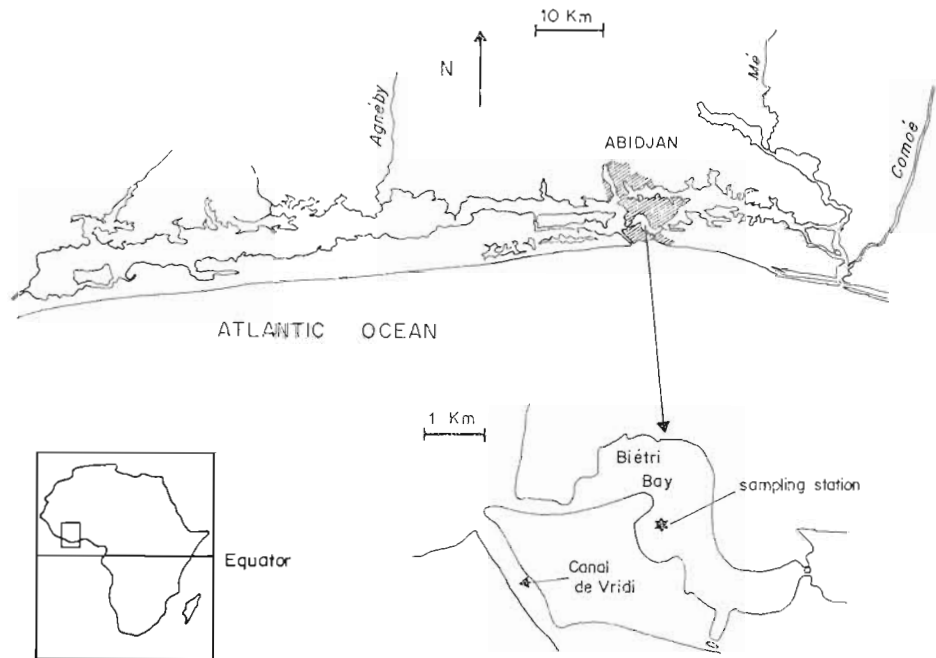 10 Km
N
Agnéby
Mé
Comoé
ABIDJAN
ATLANTIC OCEAN
1 Km
Biétri
Bay
sampling station
Canal
de Vridi
Equator